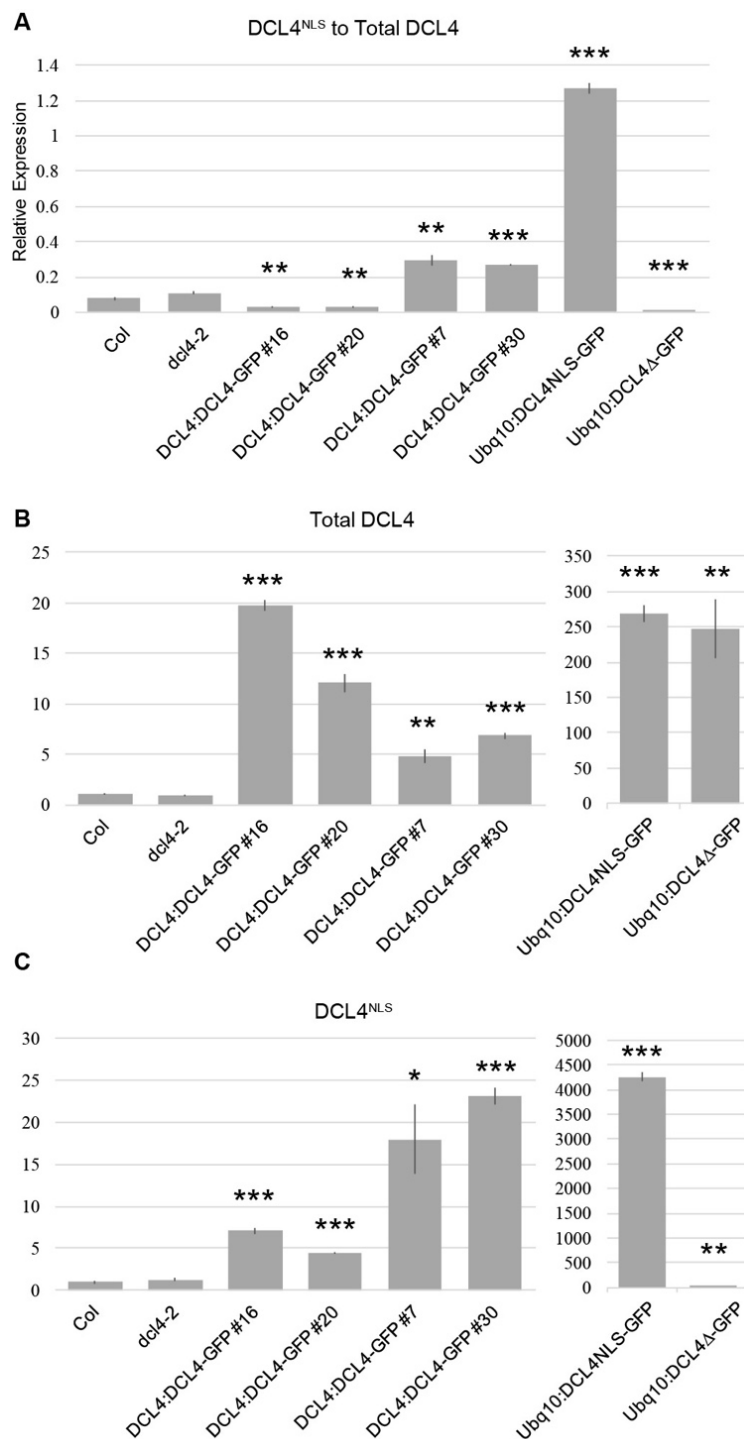 A
DCL4ᴺᴸˢ to Total DCL4
Relative Expression
1.4
1.2
1
0.8
0.6
0.4
0.2
0
**
**
**
***
***
***
Col
dcl4-2
DCL4:DCL4-GFP #16
DCL4:DCL4-GFP #20
DCL4:DCL4-GFP #7
DCL4:DCL4-GFP #30
Ubq10:DCL4NLS-GFP
Ubq10:DCL4Δ-GFP
B
Total DCL4
25
20
15
10
5
0
***
***
**
***
Col
dcl4-2
DCL4:DCL4-GFP #16
DCL4:DCL4-GFP #20
DCL4:DCL4-GFP #7
DCL4:DCL4-GFP #30
350
300
250
200
150
100
50
0
***
**
Ubq10:DCL4NLS-GFP
Ubq10:DCL4Δ-GFP
C
DCL4ᴺᴸˢ
30
25
20
15
10
5
0
***
***
*
***
Col
dcl4-2
DCL4:DCL4-GFP #16
DCL4:DCL4-GFP #20
DCL4:DCL4-GFP #7
DCL4:DCL4-GFP #30
5000
4500
4000
3500
3000
2500
2000
1500
1000
500
0
***
**
Ubq10:DCL4NLS-GFP
Ubq10:DCL4Δ-GFP